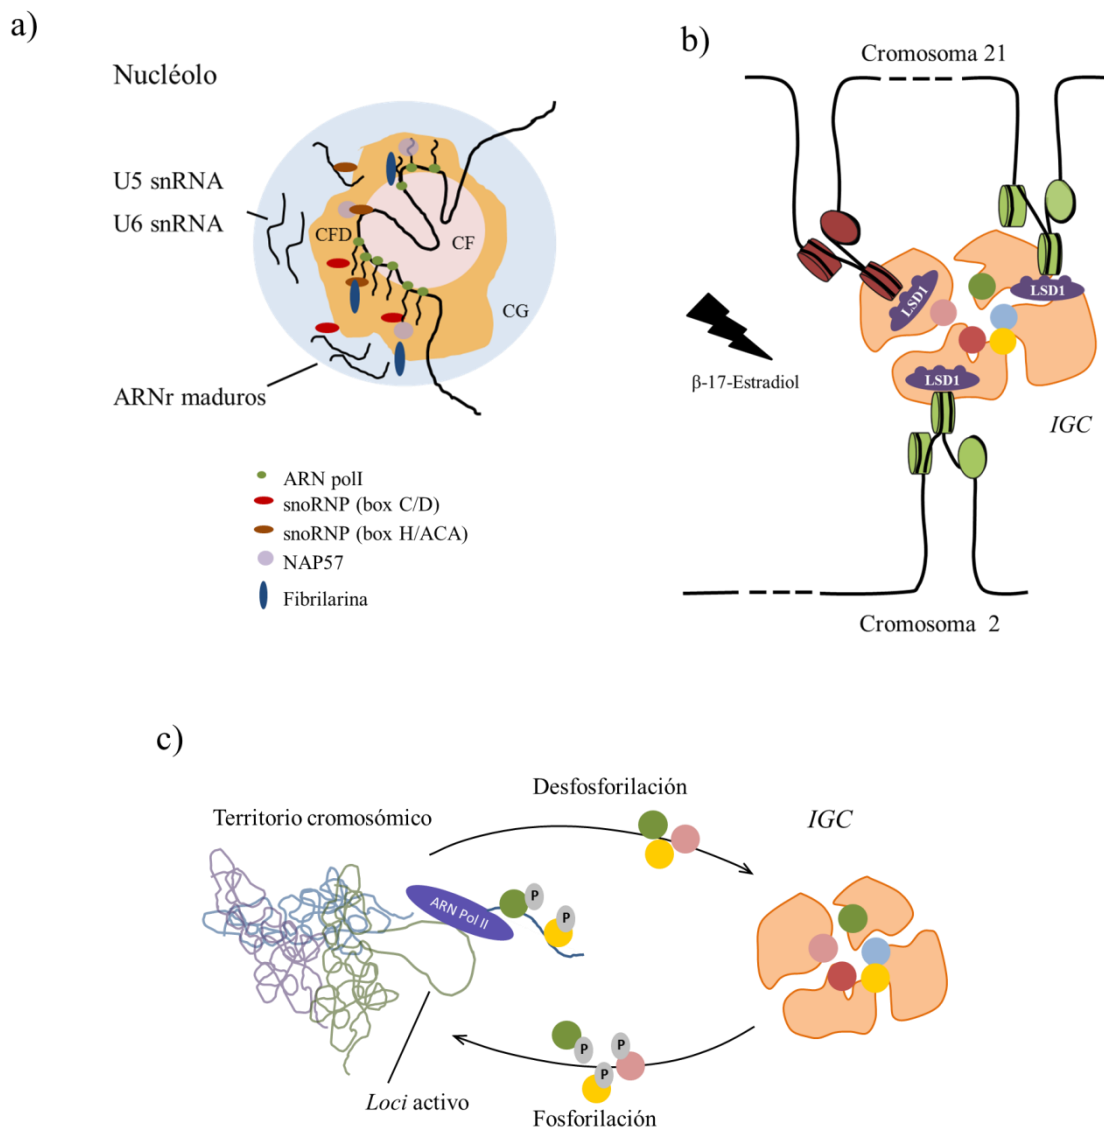 a)
Nucléolo
U5 snRNA
U6 snRNA
CFD
CF
CG
ARNr maduros
ARN polI
snoRNP (box C/D)
snoRNP (box H/ACA)
NAP57
Fibrilarina
b)
Cromosoma 21
LSD1
LSD1
LSD1
β-17-Estradiol
IGC
Cromosoma 2
c)
Desfosforilación
Territorio cromosómico
IGC
ARN Pol II
P
P
P
P
P
Loci activo
Fosforilación